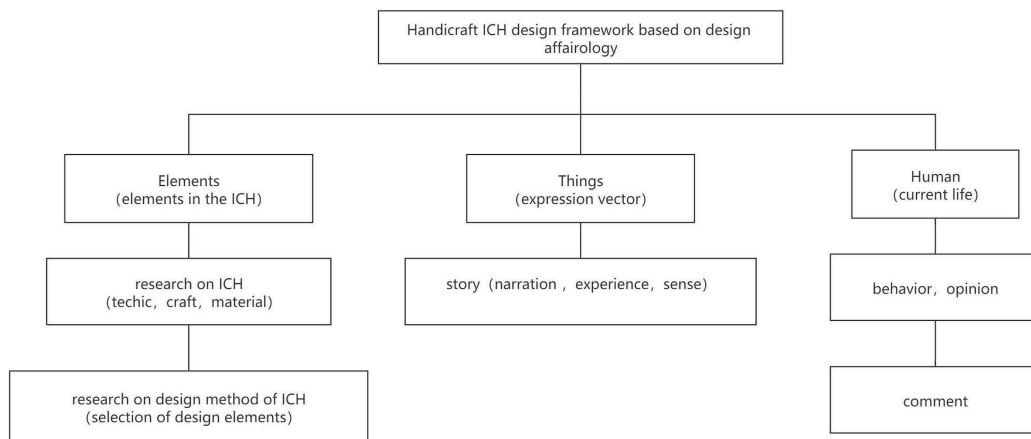 Handicraft ICH design framework based on design
affairology
Elements
（elements in the ICH）
Things
（expression vector）
Human
（current life）
research on ICH
（techic，craft，material）
story（narration ，experience，sense）
behavior，opinion
research on design method of ICH
（selection of design elements）
comment